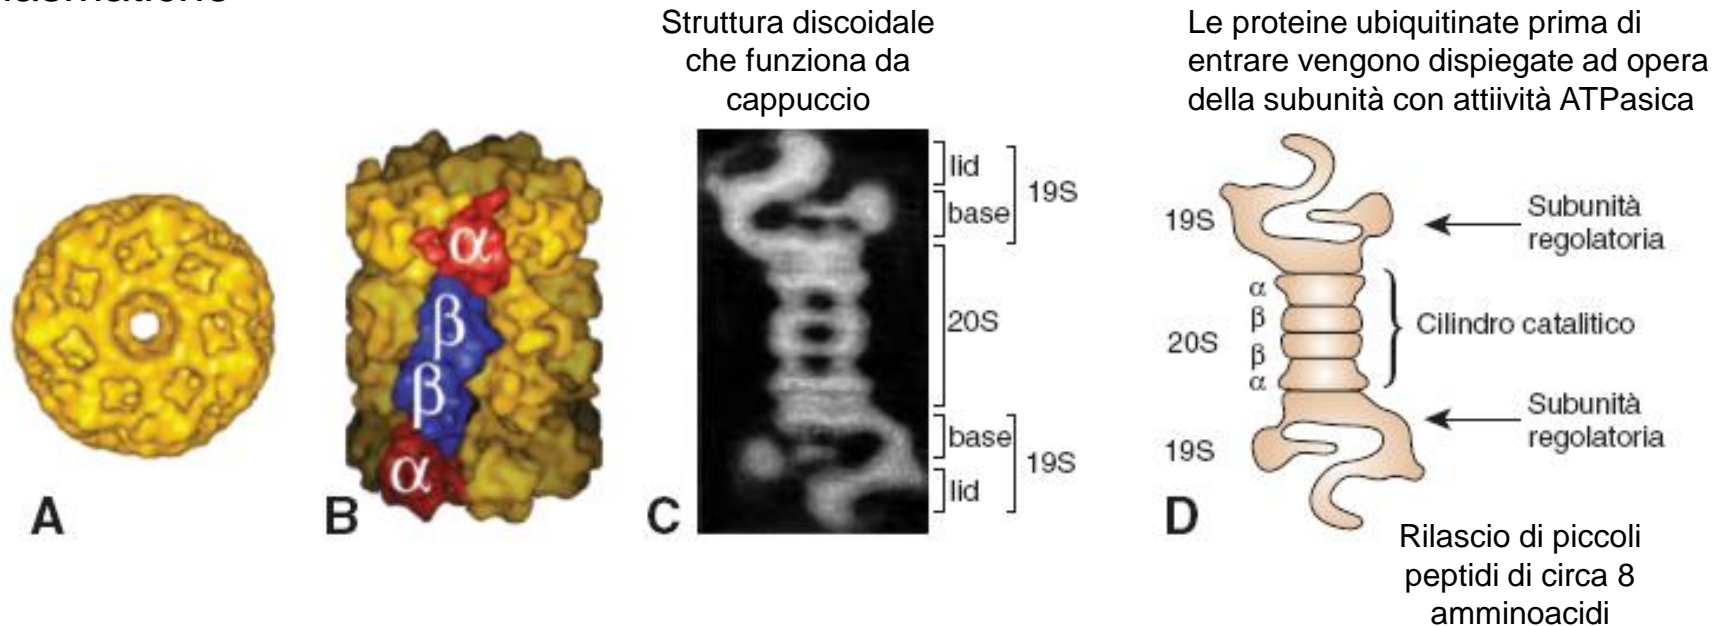 Struttura discoidale
che funziona da
cappuccio
Le proteine ubiquitinate prima di
entrare vengono dispiegate ad opera
della subunità con attiività ATPasica
A
α
β
β
α
B
lid
base
19S
20S
base
lid
19S
C
19S
α
β
β
α
20S
19S
Subunità
regolatoria
Cilindro catalitico
Subunità
regolatoria
D
Rilascio di piccoli
peptidi di circa 8
amminoacidi